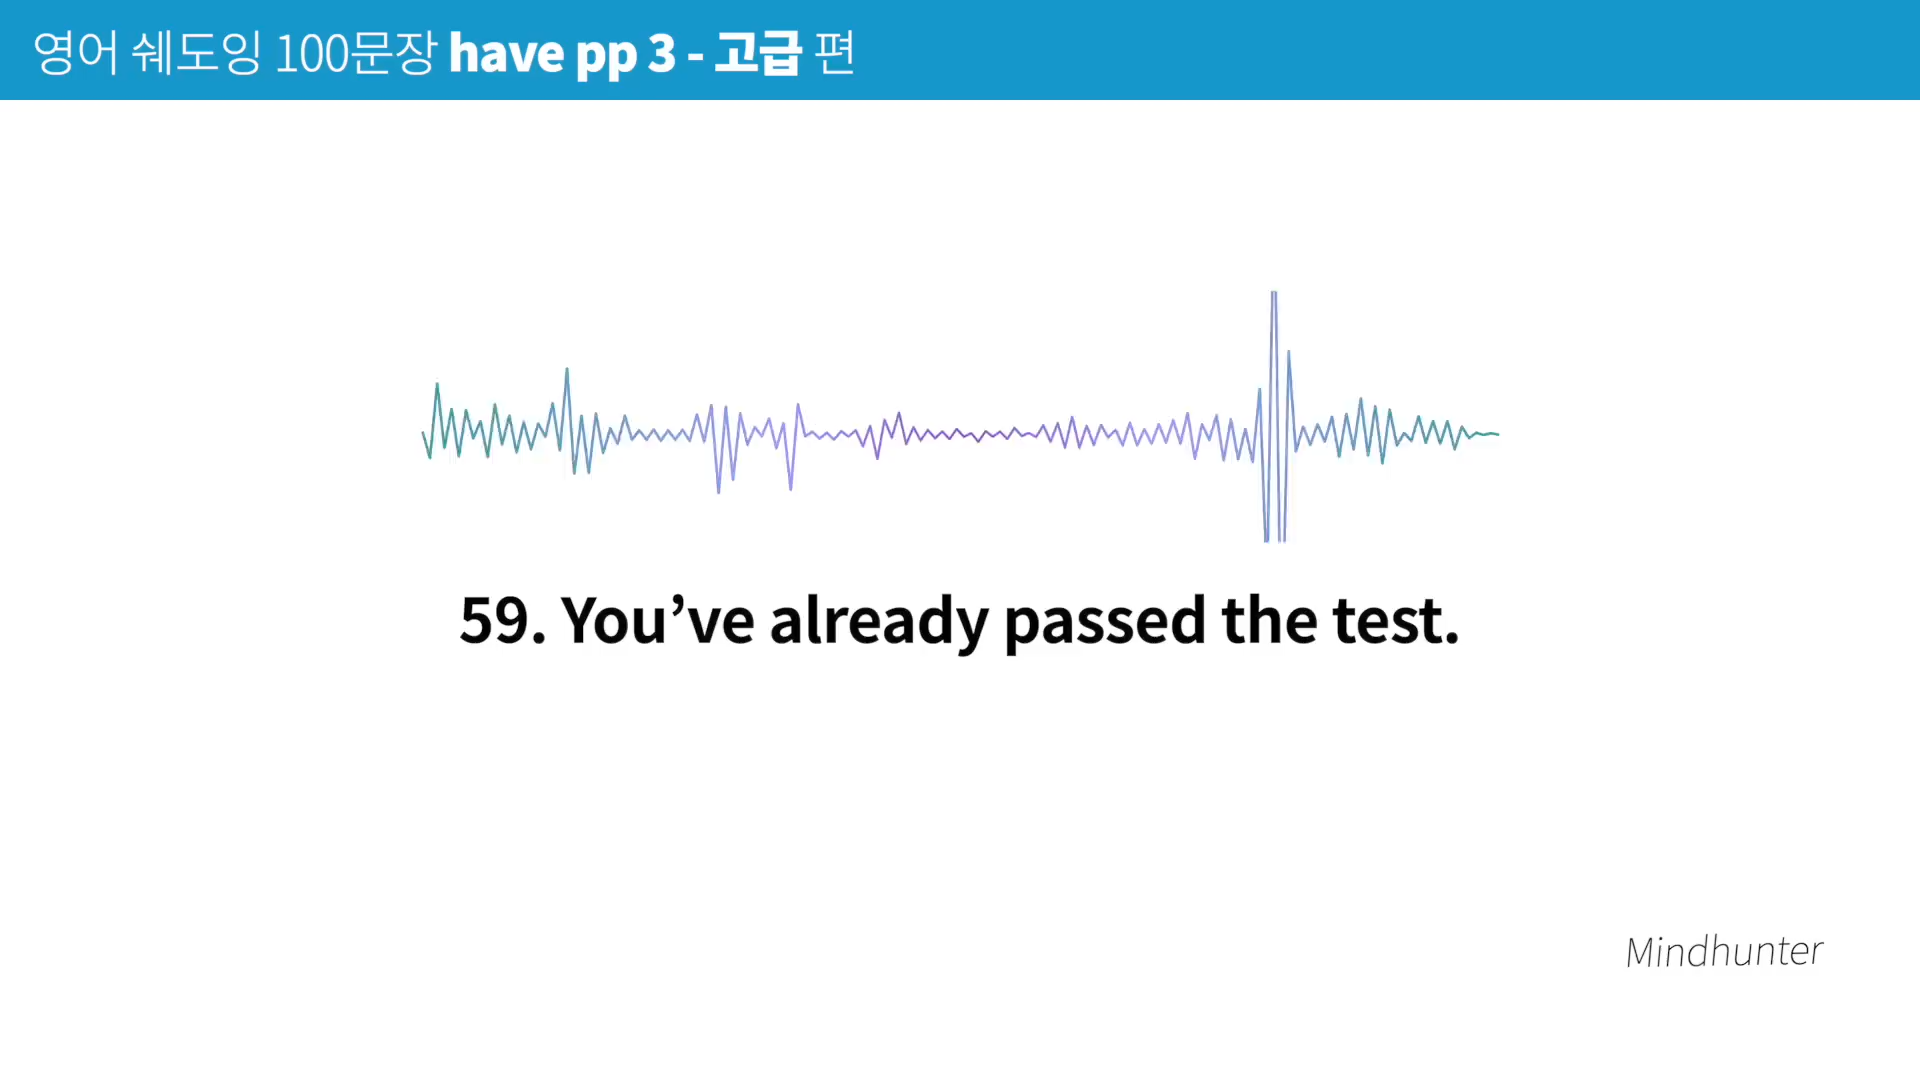 영어 쉐도잉 100문장 have pp 3 - 고급 편
59. You’ve already passed the test.
Mindhunter